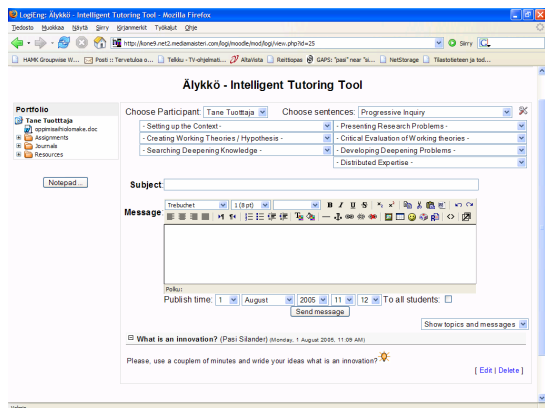 LogiEng: Älykkö - Intelligent Tutoring Tool - Mozilla Firefox
Tiedosto Muokkaa Näytä Siirry Kirjanmerkit Työkalut Ohje
http://kone9.net2.mediamaisteri.com/logi/moodle/mod/logi/view.php?id=25 Siirry
HAMK Groupwise W... Posti :: Tervetuloa o... Telkku - TV-ohjelmati... AltaVista Reittiopas GAPS: "pasi" near "si... NetStorage Tilastotieteen ja tod...
Älykkö - Intelligent Tutoring Tool
Portfolio
Tane Tuotttaja
oppimisaihiolomake.doc
Assignments
Journals
Resources
Notepad ...
Choose Participant: Tane Tuottaja Choose sentences: Progressive Inquiry
- Setting up the Context - - Presenting Research Problems -
- Creating Working Theories / Hypothesis - - Critical Evaluation of Working theories -
- Searching Deepening Knowledge - - Developing Deepening Problems -
- Distributed Expertise -
Subject:
Message: Trebuchet 1 (8 pt) B I U S
Polku:
Publish time: 1 August 2005 11 12 To all students:
Send message
Show topics and messages
What is an innovation? (Pasi Silander) (Monday, 1 August 2005, 11:09 AM)
Please, use a couplem of minutes and wride your ideas what is an innovation?
[ Edit | Delete ]